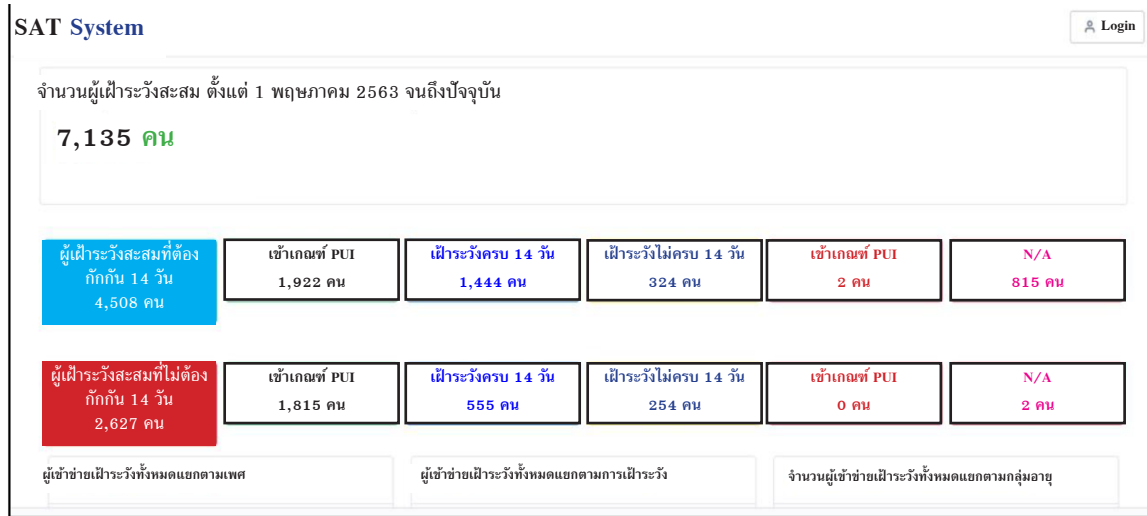 SAT System
Login
จำนวนผู้เฝ้าระวังสะสม ตั้งแต่ 1 พฤษภาคม 2563 จนถึงปัจจุบัน
7,135 คน
ผู้เฝ้าระวังสะสมที่ต้อง
กักกัน 14 วัน
4,508 คน
เข้าเกณฑ์ PUI
1,922 คน
เฝ้าระวังครบ 14 วัน
1,444 คน
เฝ้าระวังไม่ครบ 14 วัน
324 คน
เข้าเกณฑ์ PUI
2 คน
N/A
815 คน
ผู้เฝ้าระวังสะสมที่ไม่ต้อง
กักกัน 14 วัน
2,627 คน
เข้าเกณฑ์ PUI
1,815 คน
เฝ้าระวังครบ 14 วัน
555 คน
เฝ้าระวังไม่ครบ 14 วัน
254 คน
เข้าเกณฑ์ PUI
0 คน
N/A
2 คน
ผู้เข้าข่ายเฝ้าระวังทั้งหมดแยกตามเพศ
ผู้เข้าข่ายเฝ้าระวังทั้งหมดแยกตามการเฝ้าระวัง
จำนวนผู้เข้าข่ายเฝ้าระวังทั้งหมดแยกตามกลุ่มอายุ